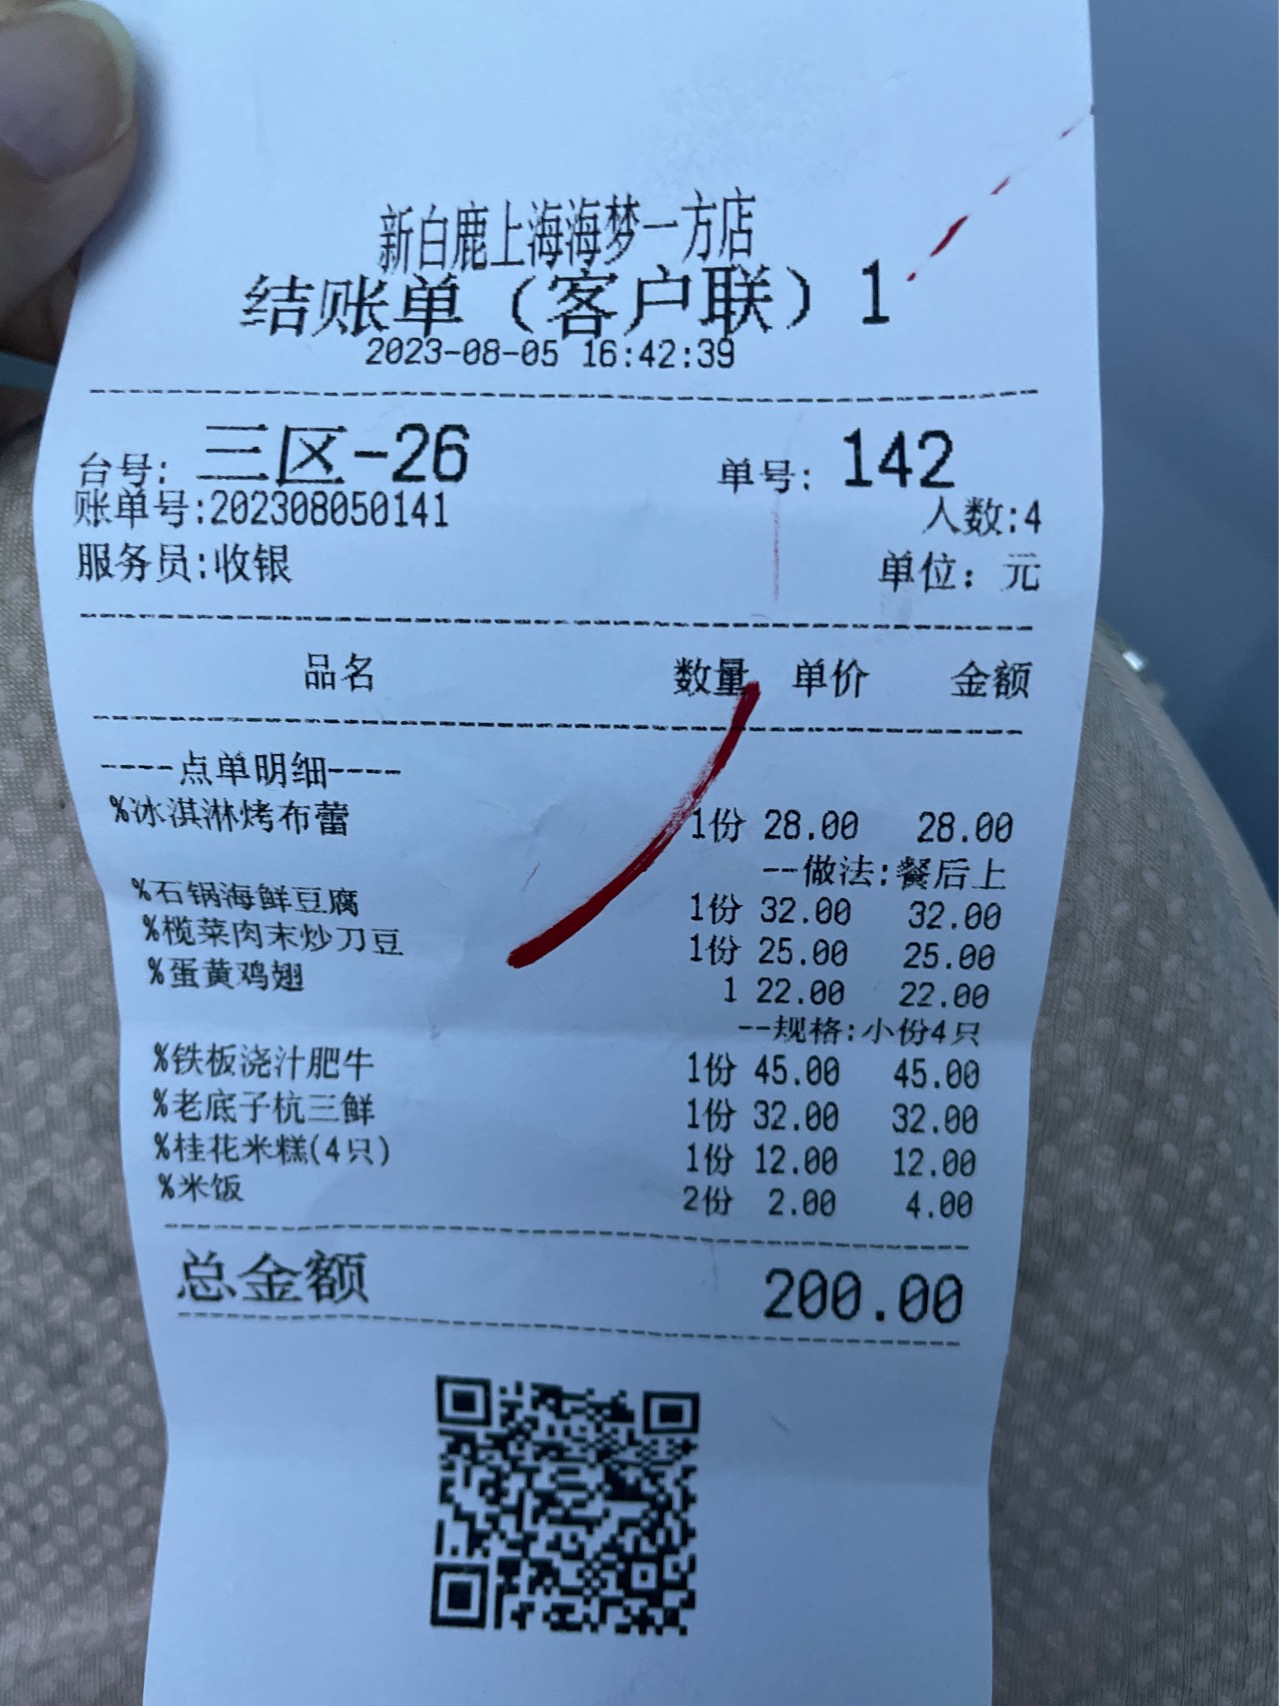 新白鹿上海海梦一方店
结账单（客户联）1
2023-08-05 16:42:39
台号: 三区-26 单号: 142
账单号:202308050141 人数:4
服务员:收银 单位: 元
品名 数量 单价 金额
----点单明细----
%冰淇淋烤布蕾 1份 28.00 28.00
--做法:餐后上
%石锅海鲜豆腐 1份 32.00 32.00
%榄菜肉末炒刀豆 1份 25.00 25.00
%蛋黄鸡翅 1 22.00 22.00
--规格:小份4只
%铁板浇汁肥牛 1份 45.00 45.00
%老底子杭三鲜 1份 32.00 32.00
%桂花米糕(4只) 1份 12.00 12.00
%米饭 2份 2.00 4.00
总金额 200.00